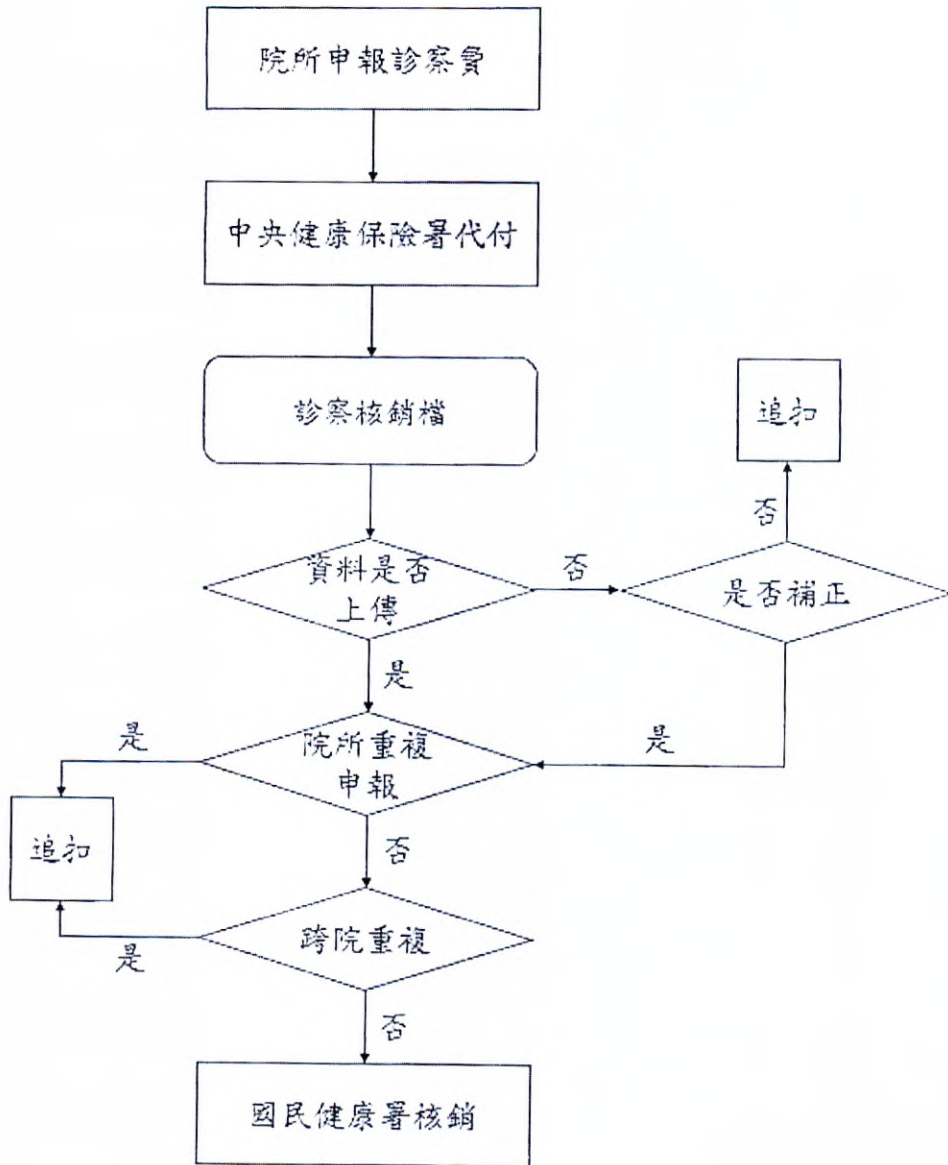 院所申報診察費
中央健康保險署代付
診察核銷檔
追扣
否
資料是否
上傳
否
是否補正
是
是
院所重複
申報
是
追扣
否
跨院重複
是
否
國民健康署核銷